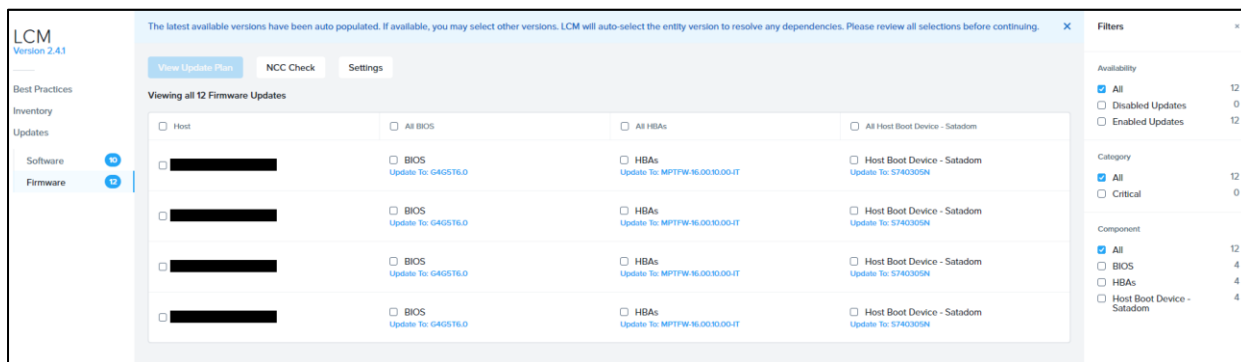 LCM
Version 2.4.1
Best Practices
Inventory
Updates
Software 10
Firmware 12
The latest available versions have been auto populated. If available, you may select other versions. LCM will auto-select the entity version to resolve any dependencies. Please review all selections before continuing. ×
View Update Plan NCC Check Settings
Viewing all 12 Firmware Updates
Host All BIOS All HBAs All Host Boot Device - Satadom
BIOS HBAs Host Boot Device - Satadom
Update To: G4G5T6.0 Update To: MPTFW-16.00.10.00-IT Update To: S740305N
BIOS HBAs Host Boot Device - Satadom
Update To: G4G5T6.0 Update To: MPTFW-16.00.10.00-IT Update To: S740305N
BIOS HBAs Host Boot Device - Satadom
Update To: G4G5T6.0 Update To: MPTFW-16.00.10.00-IT Update To: S740305N
BIOS HBAs Host Boot Device - Satadom
Update To: G4G5T6.0 Update To: MPTFW-16.00.10.00-IT Update To: S740305N
Filters ×
Availability
All 12
Disabled Updates 0
Enabled Updates 12
Category
All 12
Critical 0
Component
All 12
BIOS 4
HBAs 4
Host Boot Device - 4
Satadom